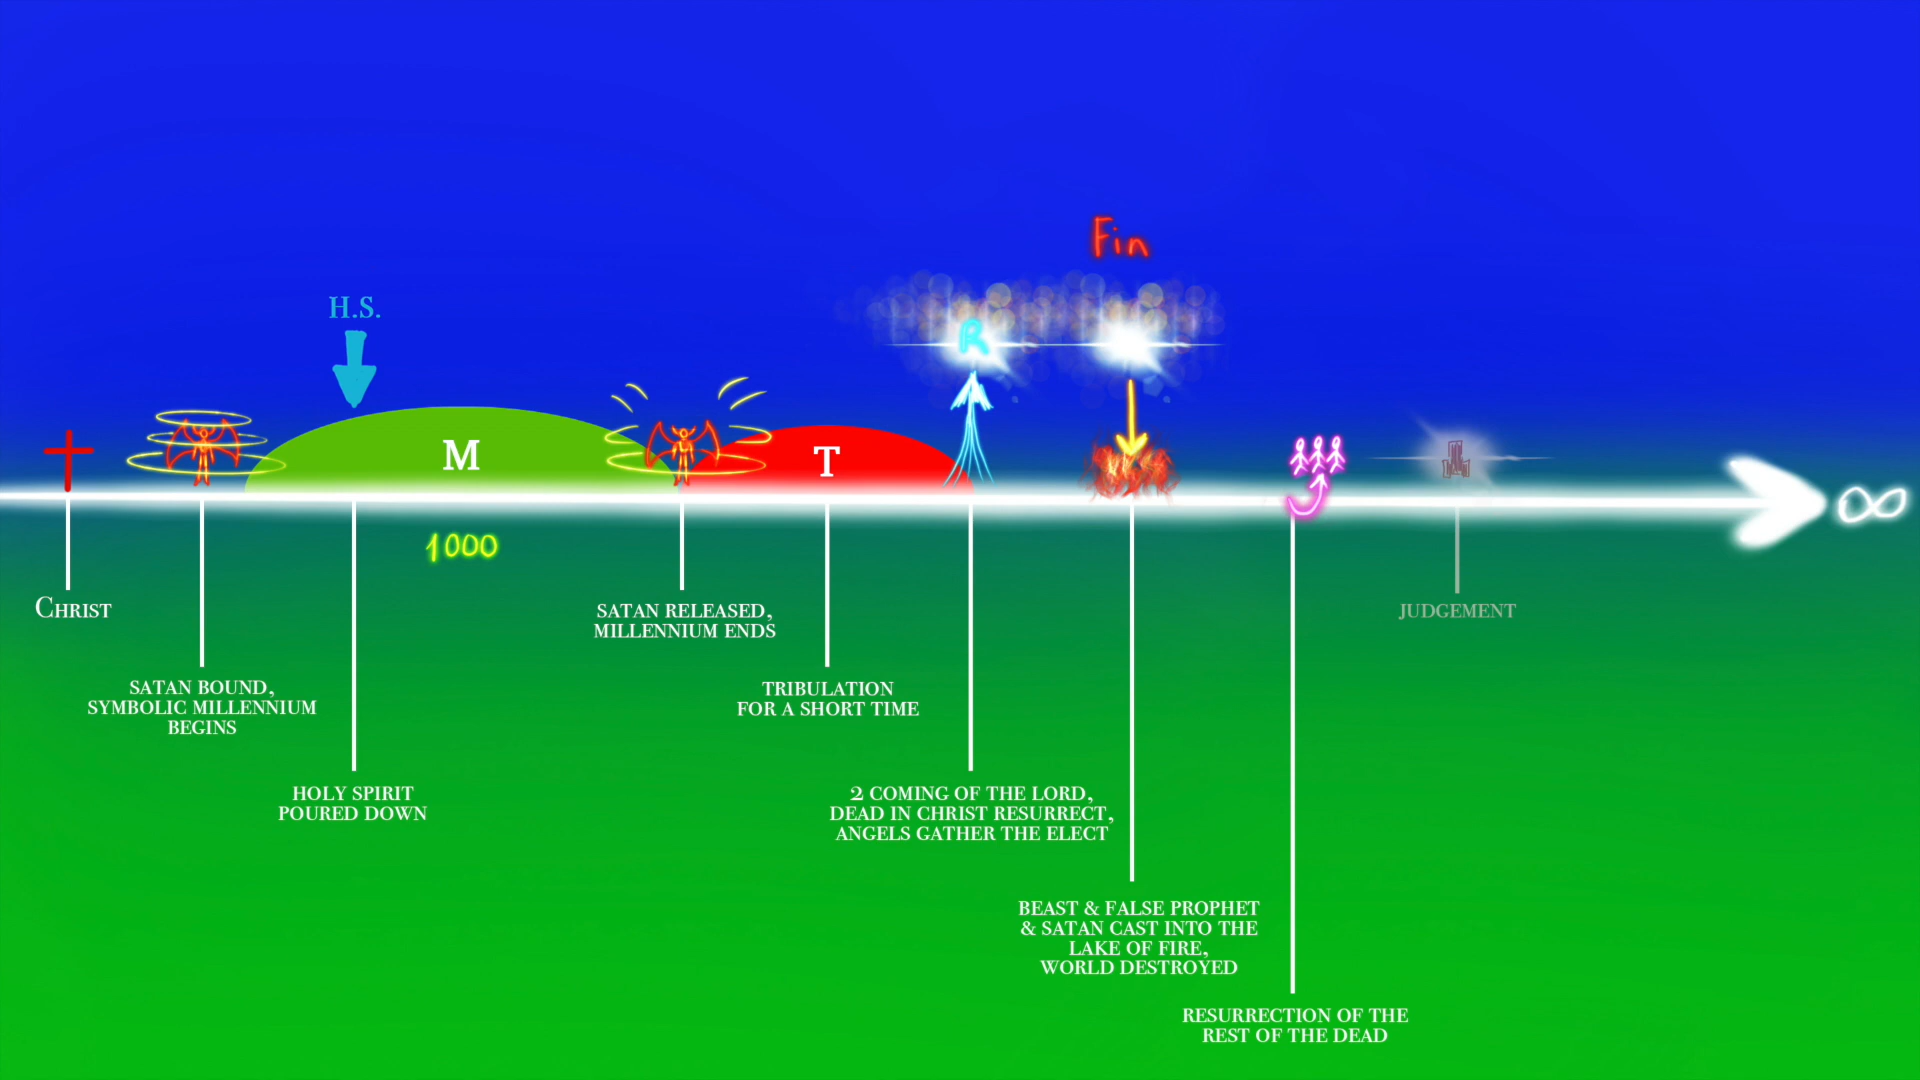 Fin
H.S.
R
M
T
1000
∞
Christ
SATAN BOUND,
SYMBOLIC MILLENNIUM
BEGINS
HOLY SPIRIT
POURED DOWN
SATAN RELEASED,
MILLENNIUM ENDS
TRIBULATION
FOR A SHORT TIME
2 COMING OF THE LORD,
DEAD IN CHRIST RESURRECT,
ANGELS GATHER THE ELECT
BEAST & FALSE PROPHET
& SATAN CAST INTO THE
LAKE OF FIRE,
WORLD DESTROYED
RESURRECTION OF THE
REST OF THE DEAD
JUDGEMENT